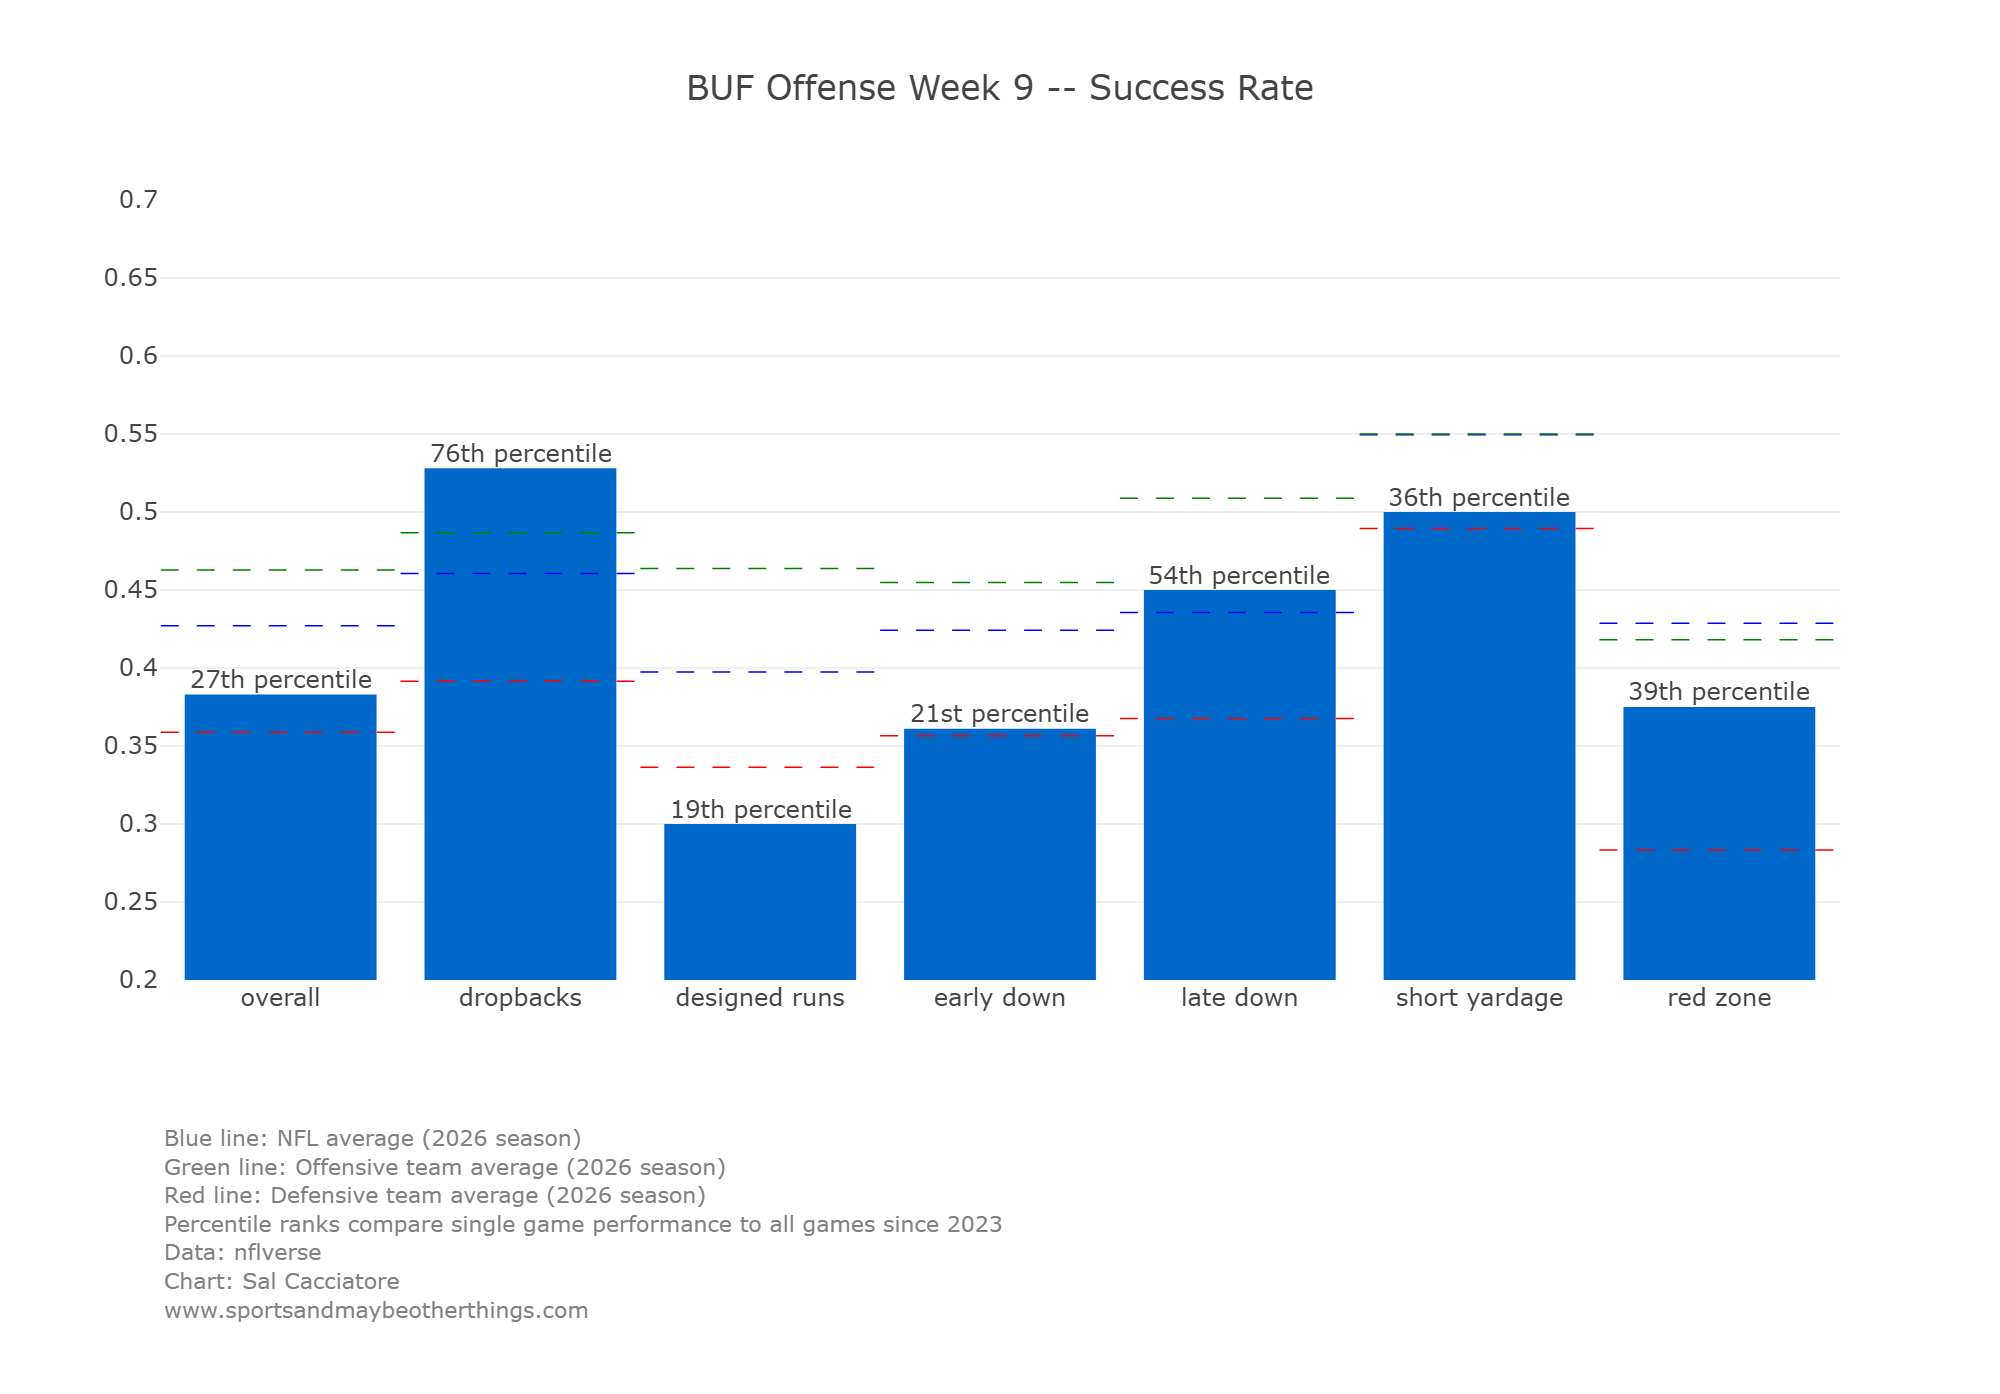 BUF Offense Week 9 -- Success Rate
0.7
0.65
0.6
0.55
0.5
0.45
0.4
0.35
0.3
0.25
0.2
27th percentile
76th percentile
19th percentile
21st percentile
54th percentile
36th percentile
39th percentile
overall
dropbacks
designed runs
early down
late down
short yardage
red zone
Blue line: NFL average (2026 season)
Green line: Offensive team average (2026 season)
Red line: Defensive team average (2026 season)
Percentile ranks compare single game performance to all games since 2023
Data: nflverse
Chart: Sal Cacciatore
www.sportsandmaybeotherthings.com